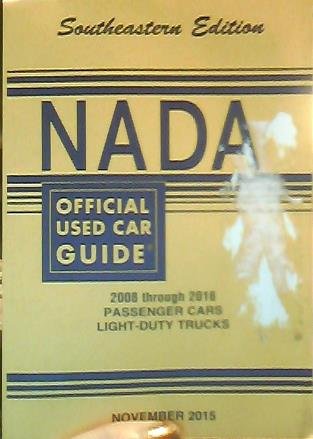 Southeastern Edition
NADA
OFFICIAL
USED CAR
GUIDE®
2008 through 2016
PASSENGER CARS
LIGHT-DUTY TRUCKS
NOVEMBER 2015